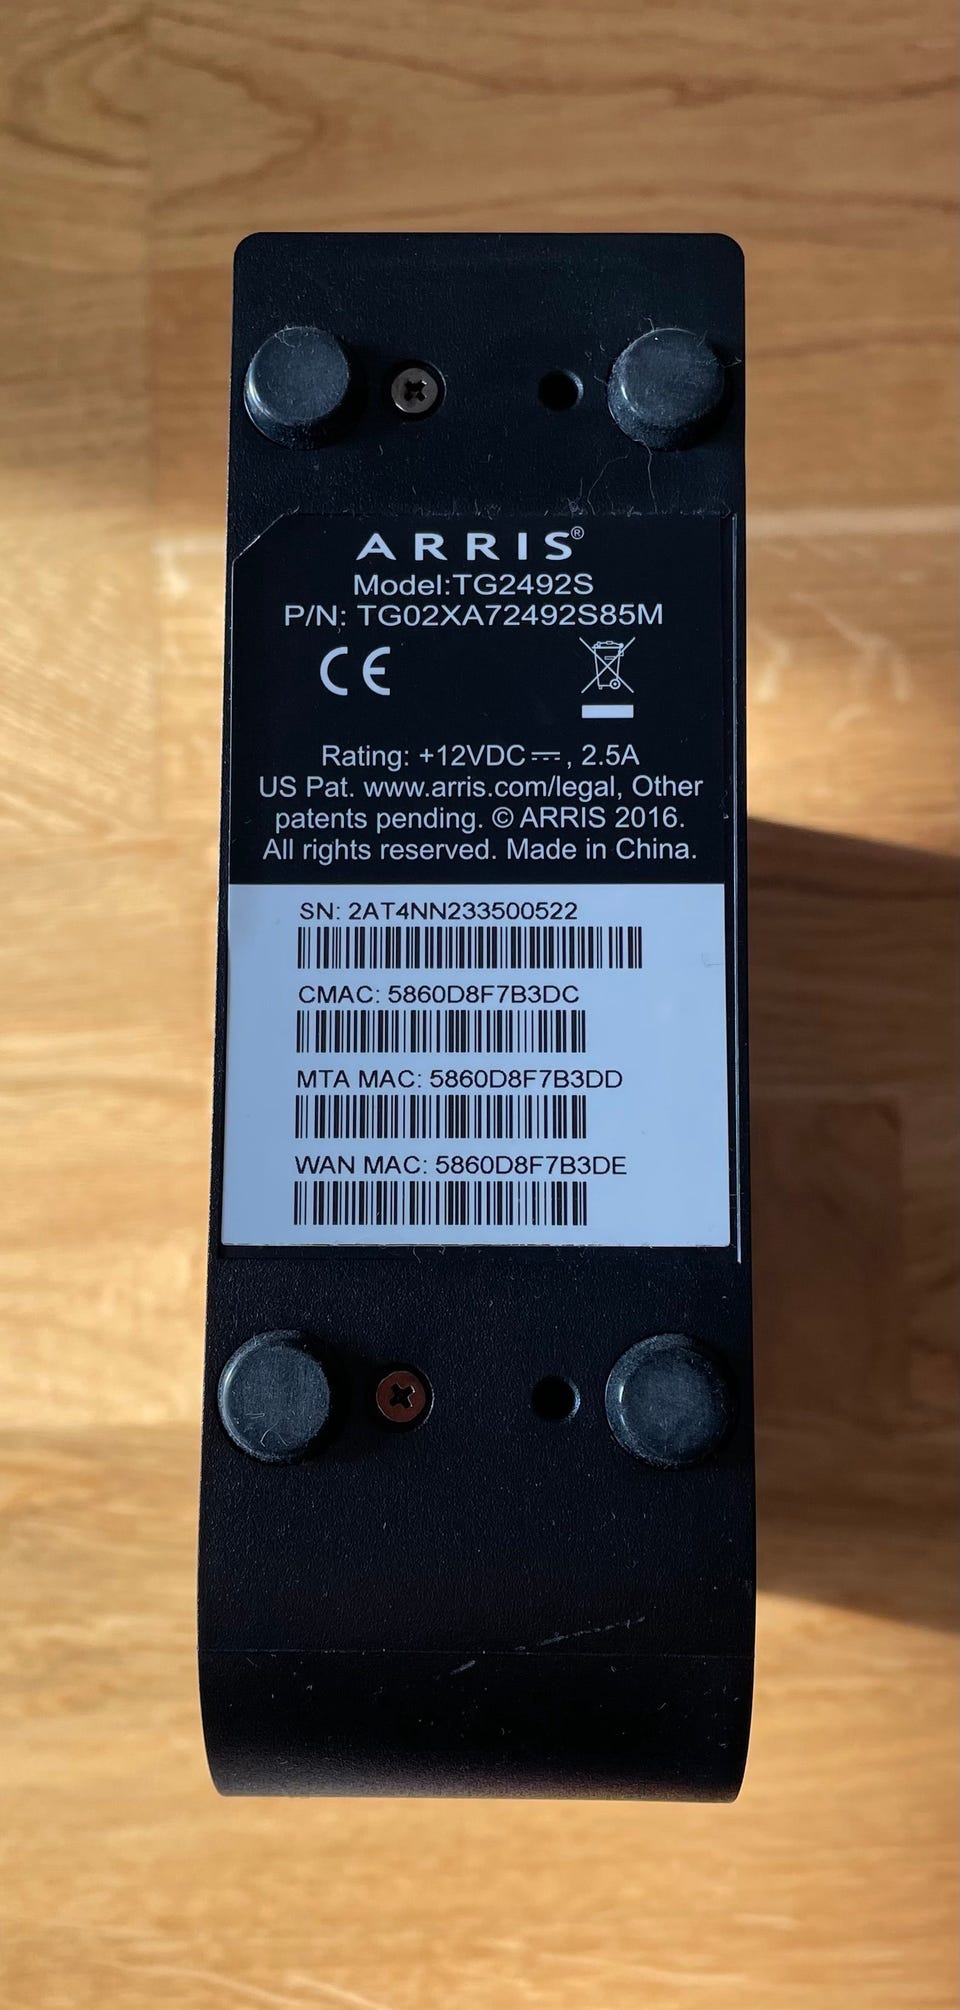 ARRIS®
Model:TG2492S
P/N: TG02XA72492S85M
CE
Rating: +12VDC⎓, 2.5A
US Pat. www.arris.com/legal, Other
patents pending. © ARRIS 2016.
All rights reserved. Made in China.
SN: 2AT4NN233500522
CMAC: 5860D8F7B3DC
MTA MAC: 5860D8F7B3DD
WAN MAC: 5860D8F7B3DE